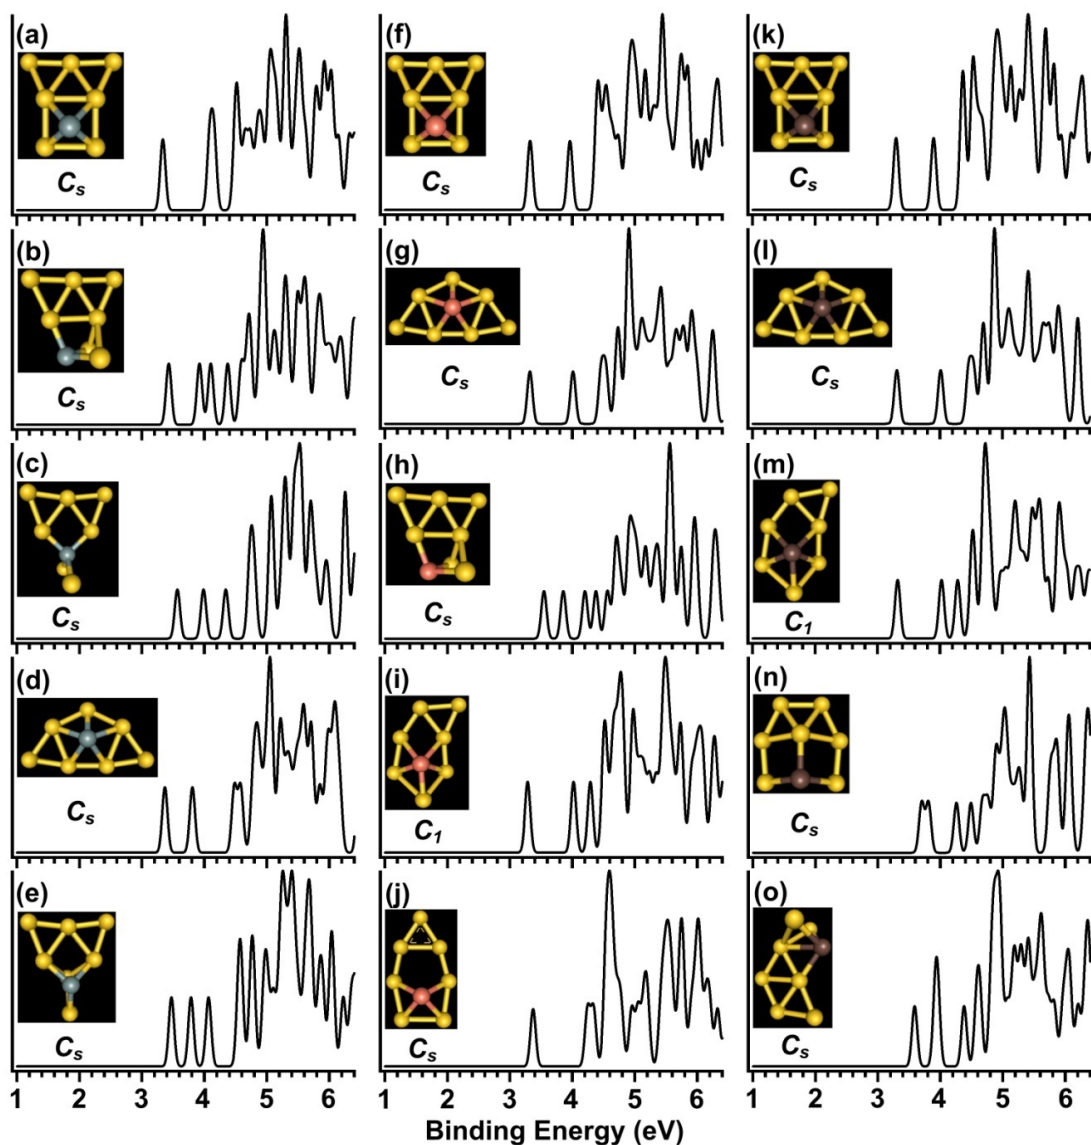 (a)
Cs
(b)
Cs
(c)
Cs
(d)
Cs
(e)
Cs
1 2 3 4 5 6
(f)
Cs
(g)
Cs
(h)
Cs
(i)
C1
(j)
Cs
1 2 3 4 5 6
(k)
Cs
(l)
Cs
(m)
C1
(n)
Cs
(o)
Cs
1 2 3 4 5 6
Binding Energy (eV)